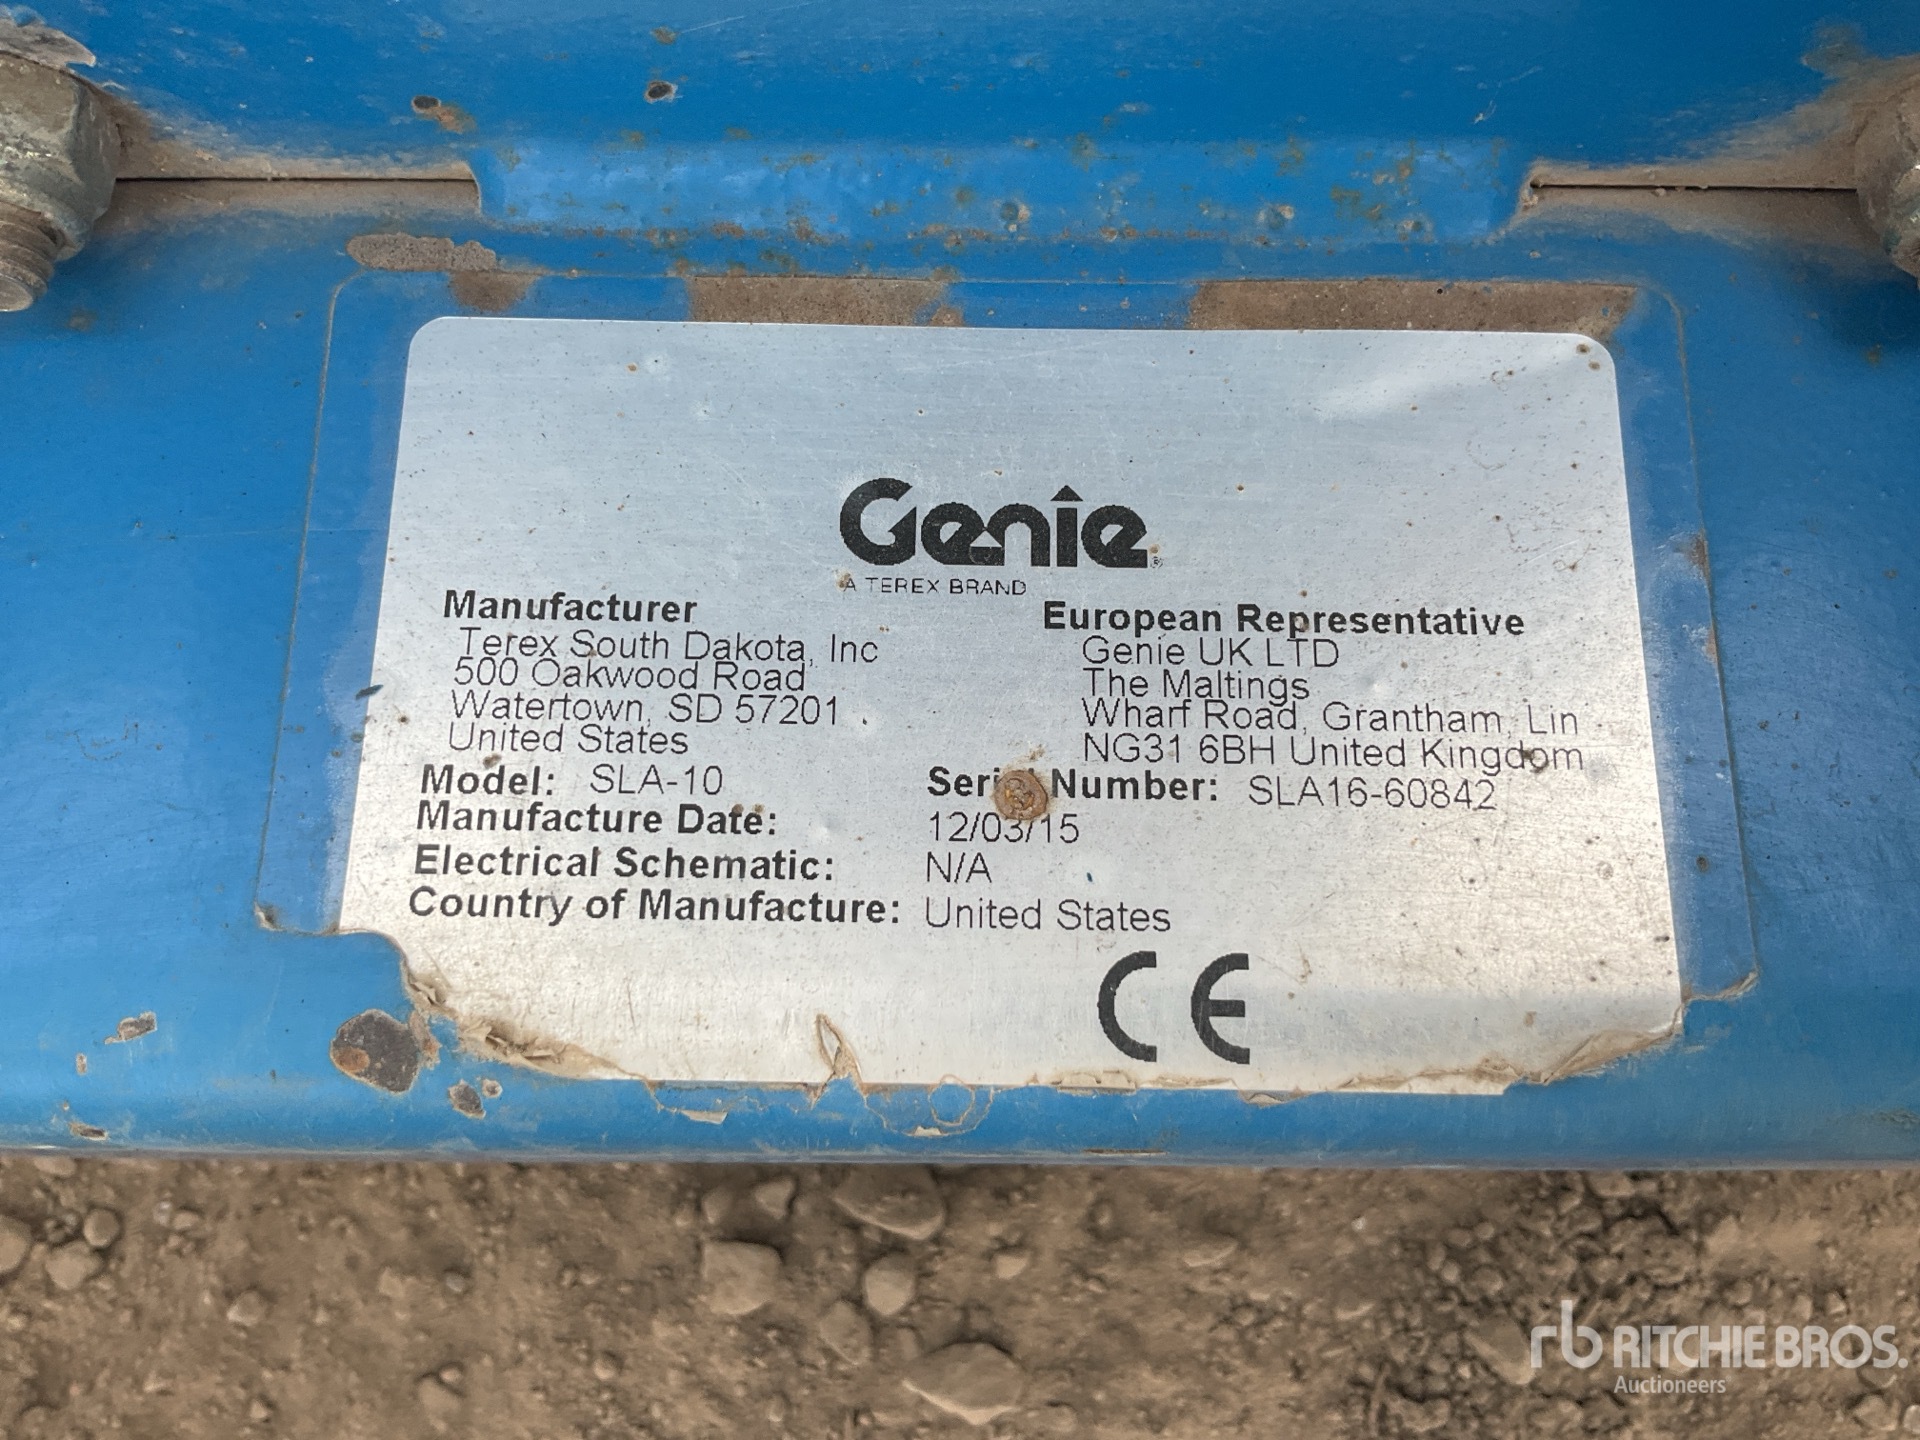 Genie
A TEREX BRAND
Manufacturer
Terex South Dakota, Inc
500 Oakwood Road
Watertown, SD 57201
United States
European Representative
Genie UK LTD
The Maltings
Wharf Road, Grantham, Lin
NG31 6BH United Kingdom
Model: SLA-10
Serial Number: SLA16-60842
Manufacture Date: 12/03/15
Electrical Schematic: N/A
Country of Manufacture: United States
CE
rb RITCHIE BROS.
Auctioneers